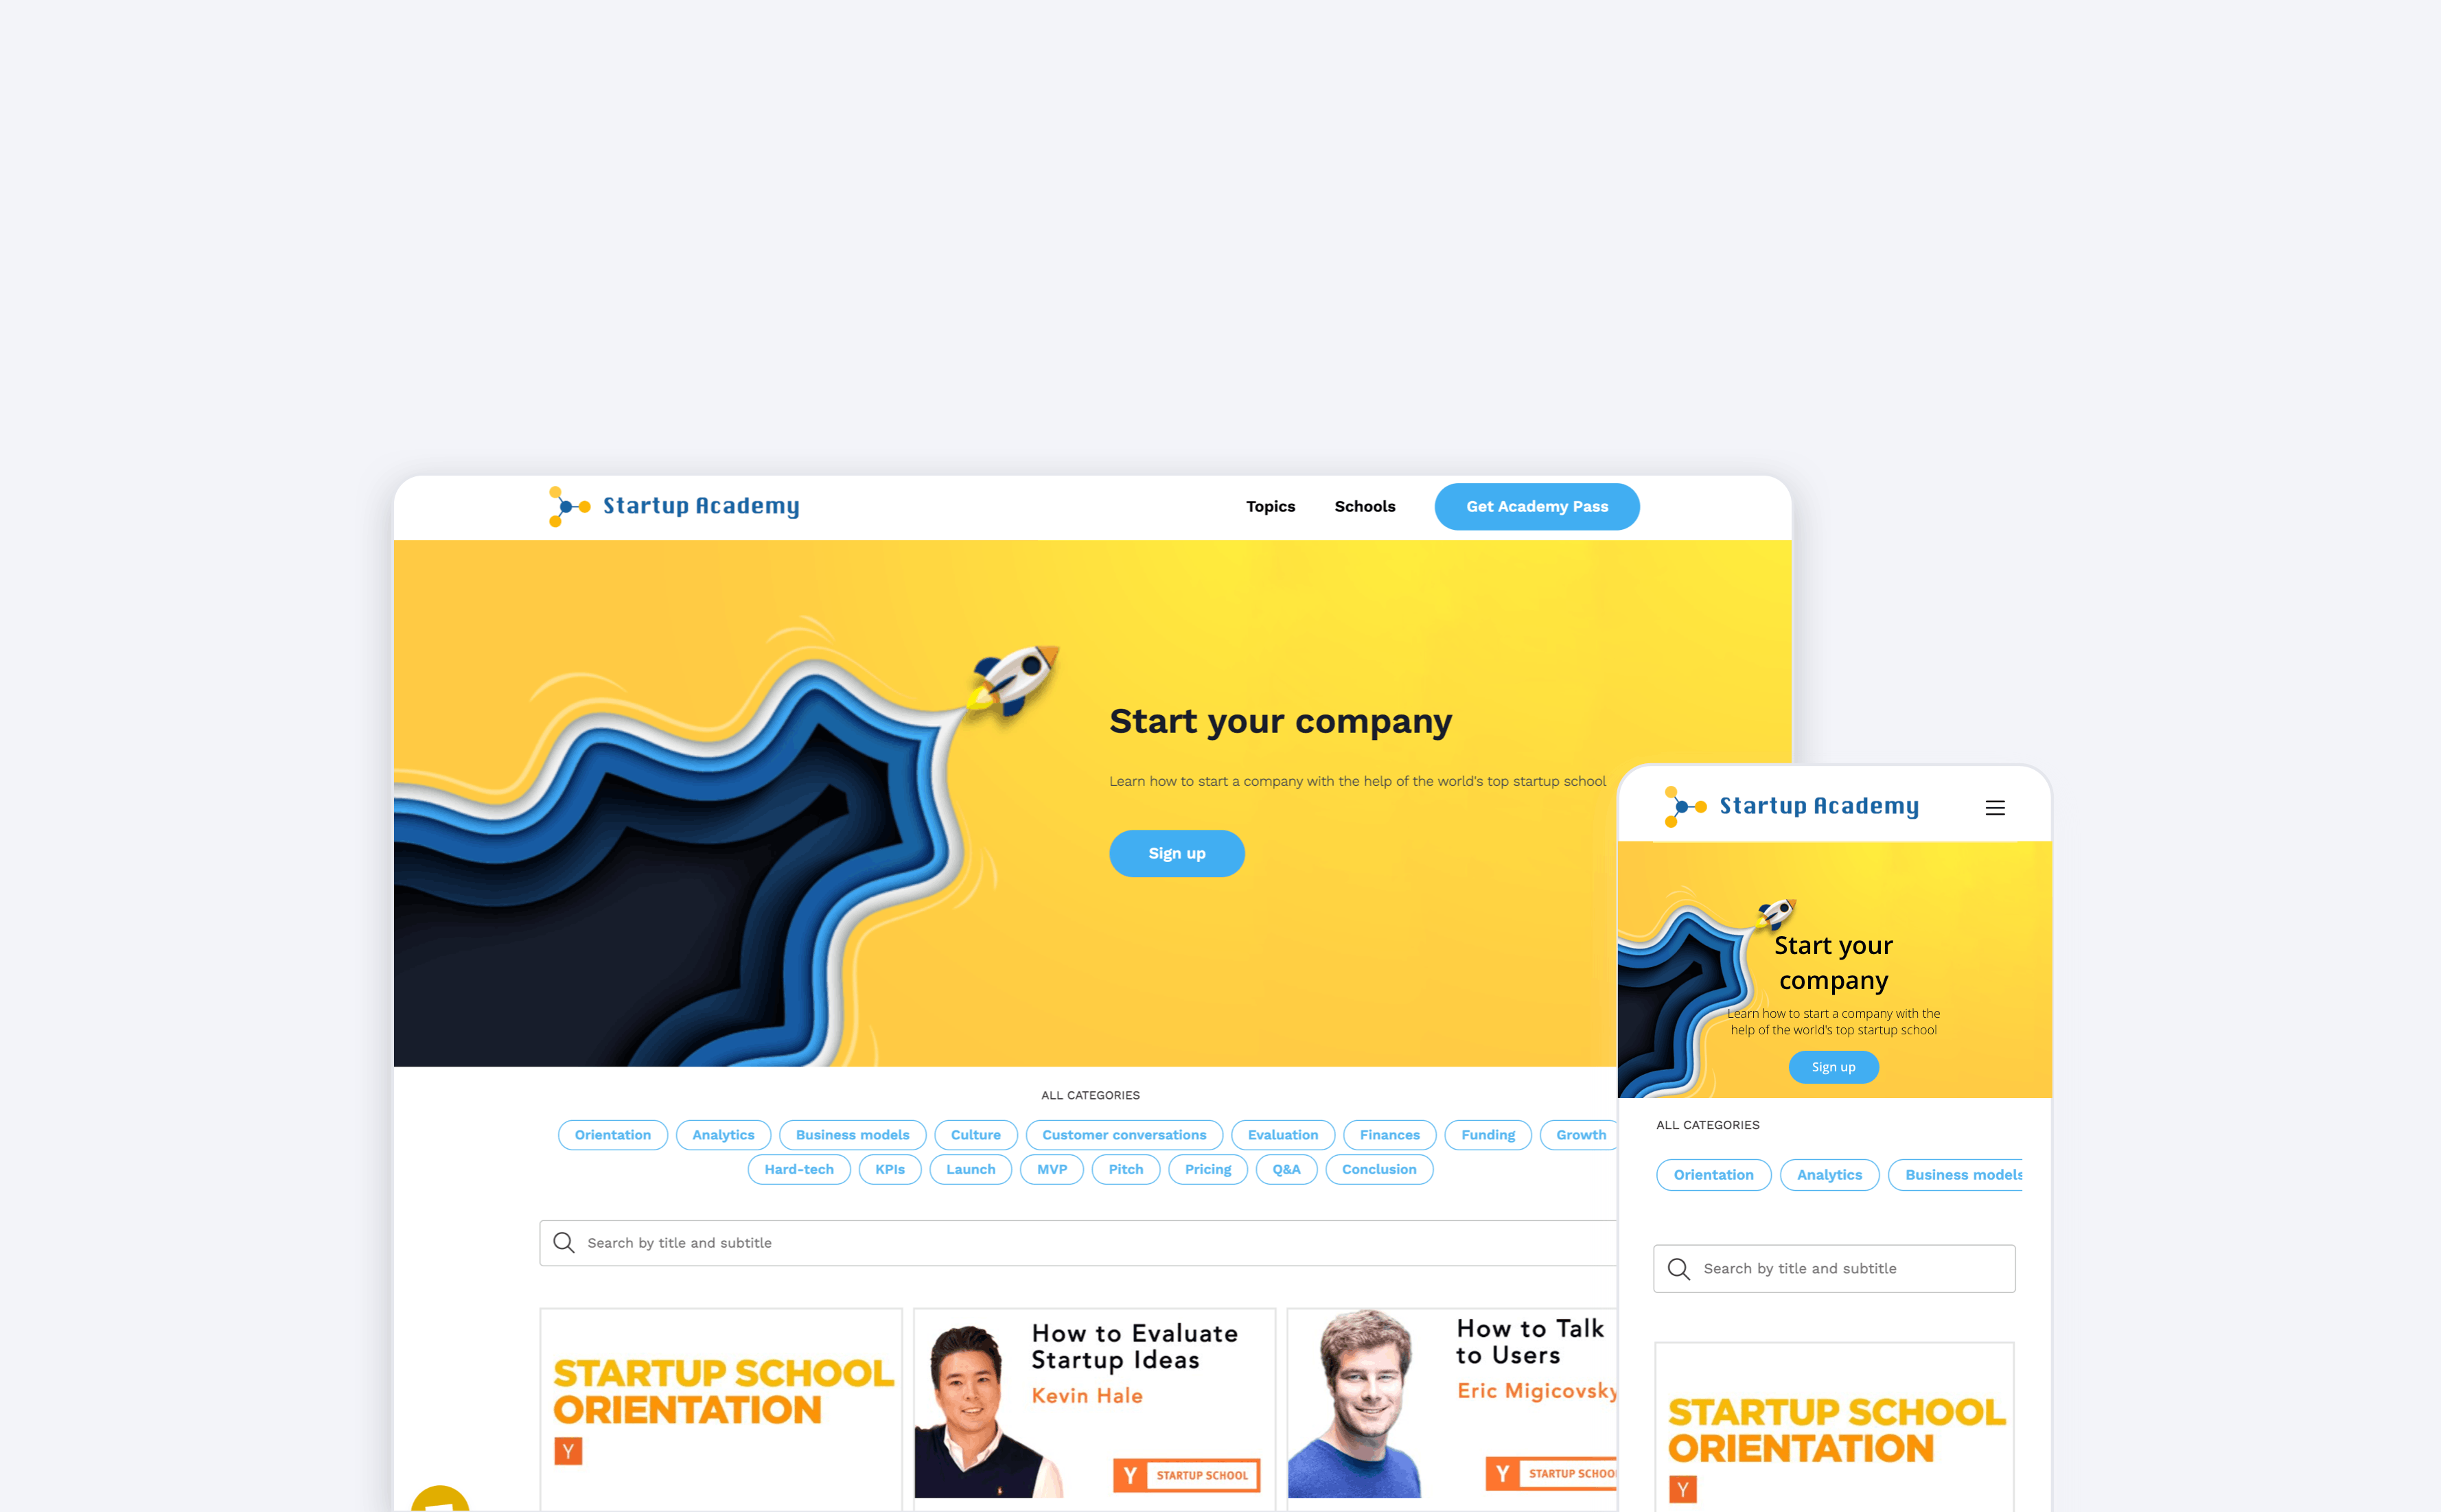 Startup Academy
Topics
Schools
Get Academy Pass
Start your company
Learn how to start a company with the help of the world's top startup school
Sign up
ALL CATEGORIES
Orientation
Analytics
Business models
Culture
Customer conversations
Evaluation
Finances
Funding
Growth
Hard-tech
KPIs
Launch
MVP
Pitch
Pricing
Q&A
Conclusion
Search by title and subtitle
STARTUP SCHOOL
ORIENTATION
Y
How to Evaluate
Startup Ideas
Kevin Hale
Y STARTUP SCHOOL
How to Talk
to Users
Eric Migicovsky
Y STARTUP SCHOO
Startup Academy
Start your
company
Learn how to start a company with the
help of the world's top startup school
Sign up
ALL CATEGORIES
Orientation
Analytics
Business models
Search by title and subtitle
STARTUP SCHOOL
ORIENTATION
Y